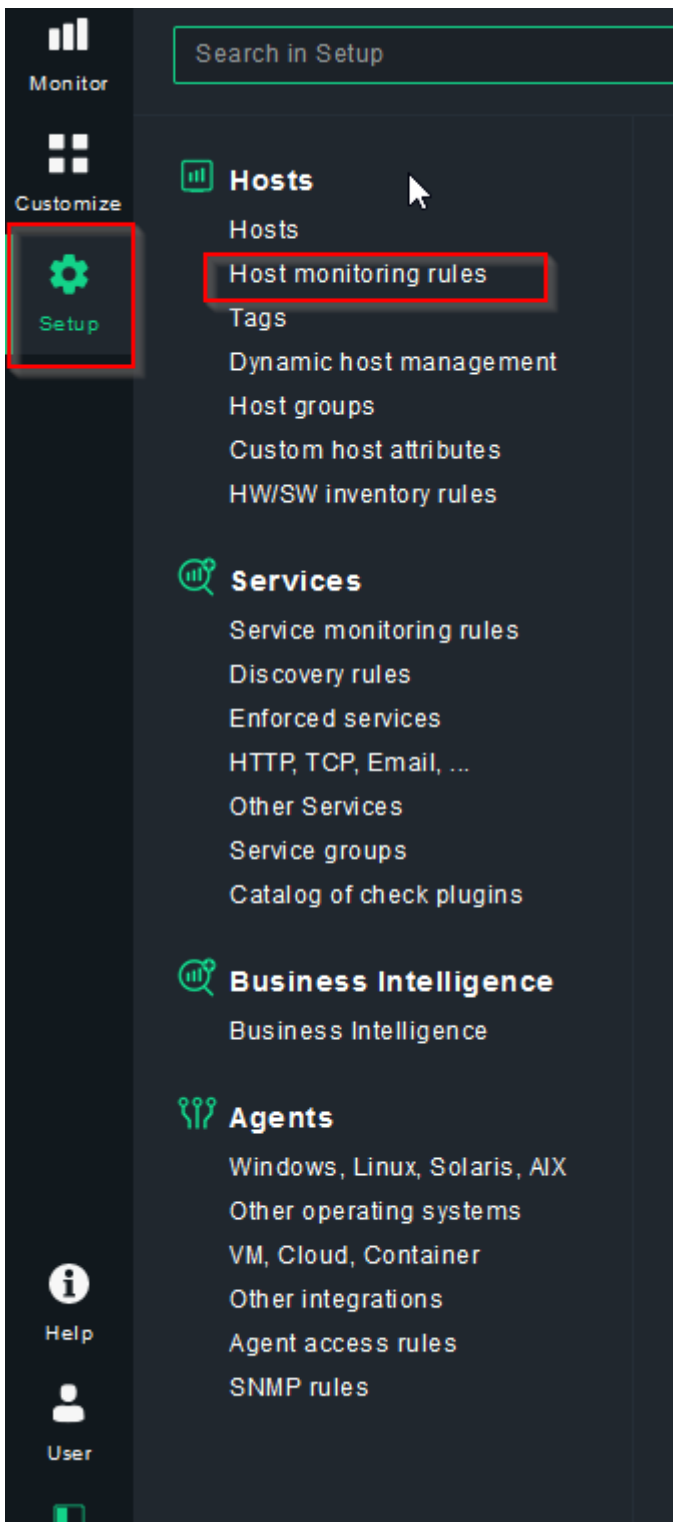 Monitor
Customize
Setup
Search in Setup
Hosts
Hosts
Host monitoring rules
Tags
Dynamic host management
Host groups
Custom host attributes
HW/SW inventory rules
Services
Service monitoring rules
Discovery rules
Enforced services
HTTP, TCP, Email, ...
Other Services
Service groups
Catalog of check plugins
Business Intelligence
Business Intelligence
Agents
Windows, Linux, Solaris, AIX
Other operating systems
VM, Cloud, Container
Other integrations
Agent access rules
SNMP rules
Help
User